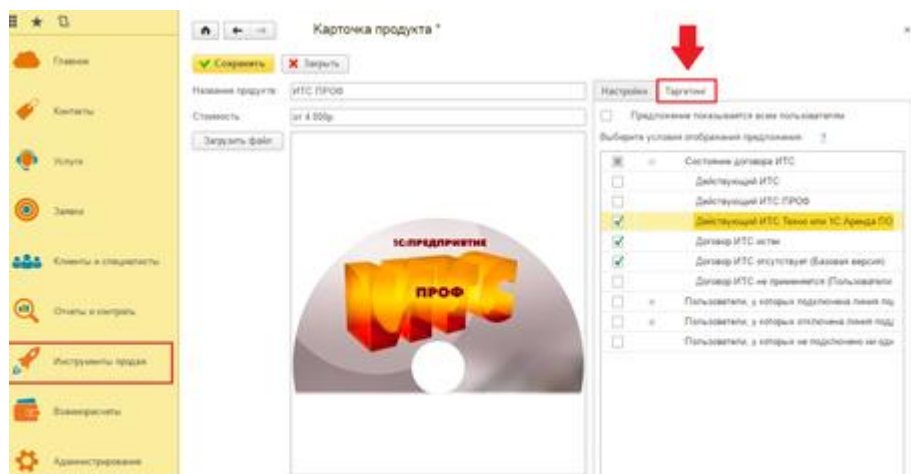 Карточка продукта *
Главное
Сохранить
Закрыть
Название продукта
ИТС ПРОФ
Настройки
Таргетинг
Контакты
Стоимость
от 4 000р
Предложение показывается всем пользователям
Загрузить файл
Выберите условия отображения предложения:
?
Услуги
Состояние договора ИТС
Действующий ИТС
Действующий ИТС ПРОФ
Заявки
Действующий ИТС Техно или 1С:Аренда ПО
Договор ИТС истек
1С:ПРЕДПРИЯТИЕ
Клиенты и специалисты
Договор ИТС отсутствует (Базовая версия)
ИТС
ПРОФ
Договор ИТС не применяется (Пользователи
Отчеты и контроль
Пользователи, у которых подключена линия под
Пользователи, у которых отключена линия подд
Пользователи, у которых не подключено ни одн
Инструменты продаж
Взаиморасчеты
Администрирование